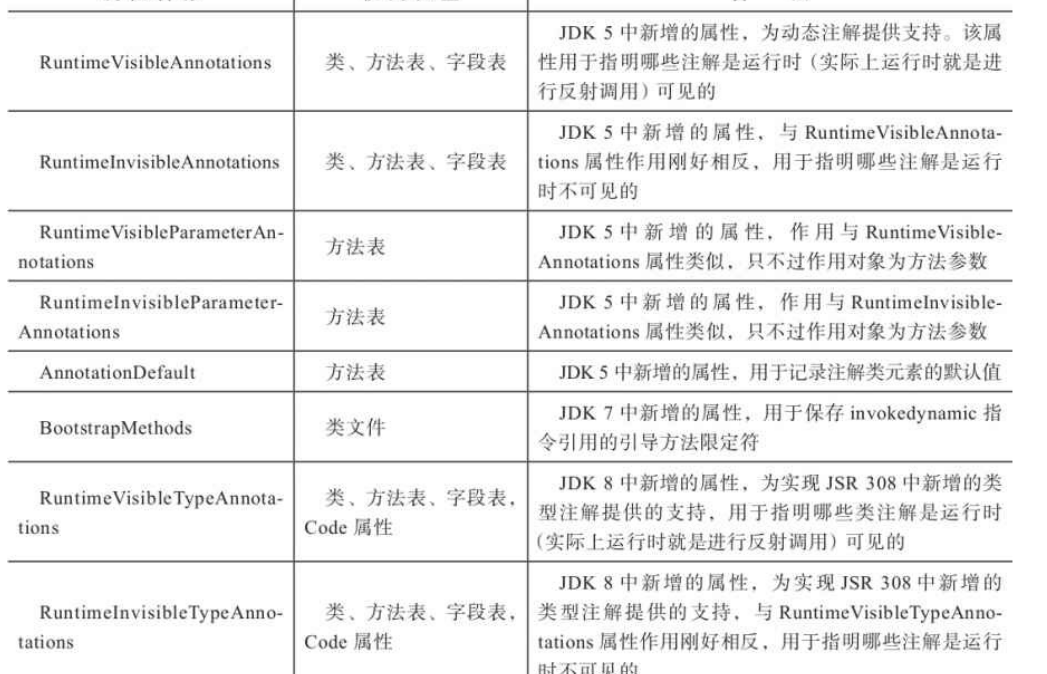 RuntimeVisibleAnnotations
类、方法表、字段表
JDK 5 中新增的属性，为动态注解提供支持。该属
性用于指明哪些注解是运行时（实际上运行时就是进
行反射调用）可见的
RuntimeInvisibleAnnotations
类、方法表、字段表
JDK 5 中新增的属性，与 RuntimeVisibleAnnota-
tions 属性作用刚好相反，用于指明哪些注解是运行
时不可见的
RuntimeVisibleParameterAn-
notations
方法表
JDK 5 中新增的属性，作用与 RuntimeVisible-
Annotations 属性类似，只不过作用对象为方法参数
RuntimeInvisibleParameter-
Annotations
方法表
JDK 5 中新增的属性，作用与 RuntimeInvisible-
Annotations 属性类似，只不过作用对象为方法参数
AnnotationDefault
方法表
JDK 5 中新增的属性，用于记录注解类元素的默认值
BootstrapMethods
类文件
JDK 7 中新增的属性，用于保存 invokedynamic 指
令引用的引导方法限定符
RuntimeVisibleTypeAnnota-
tions
类、方法表、字段表，
Code 属性
JDK 8 中新增的属性，为实现 JSR 308 中新增的类
型注解提供的支持，用于指明哪些类注解是运行时
（实际上运行时就是进行反射调用）可见的
RuntimeInvisibleTypeAnno-
tations
类、方法表、字段表，
Code 属性
JDK 8 中新增的属性，为实现 JSR 308 中新增的
类型注解提供的支持，与 RuntimeVisibleTypeAnno-
tations 属性作用刚好相反，用于指明哪些注解是运行
时不可见的